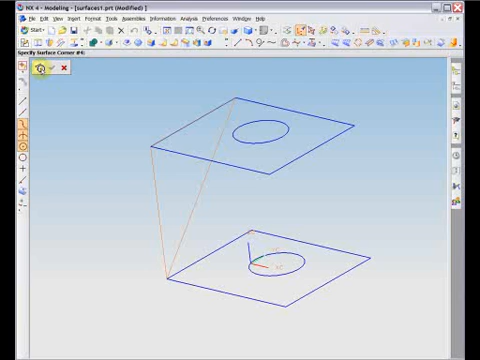 NX 4 - Modeling - [surfaces1.prt (Modified) ]
File Edit View Insert Format Tools Assemblies Information Analysis Preferences Window Help
Start
Specify Surface Corner #4: